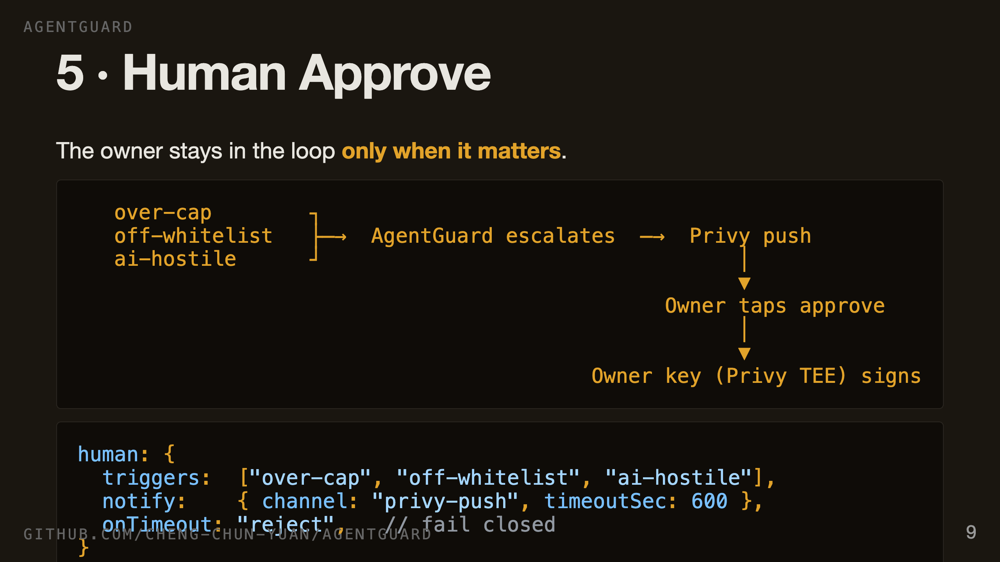 AGENTGUARD
5 · Human Approve
The owner stays in the loop only when it matters.
over-cap
off-whitelist ├──→ AgentGuard escalates —→ Privy push
ai-hostile
Owner taps approve
Owner key (Privy TEE) signs
human: {
triggers: ["over-cap", "off-whitelist", "ai-hostile"],
notify: { channel: "privy-push", timeoutSec: 600 },
onTimeout: "reject", // fail closed
}
GITHUB.COM/CHENG-CHUN-YUAN/AGENTGUARD
9